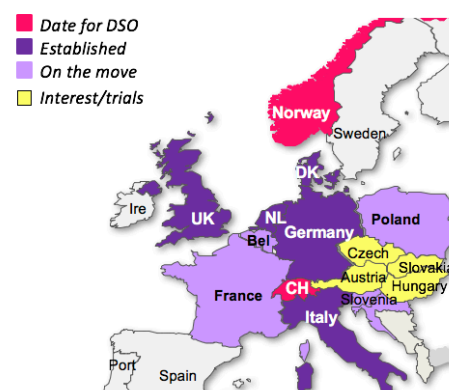 Date for DSO
Established
On the move
Interest/trials
Norway
Sweden
DK
Ire
UK
NL
Germany
Poland
Bel
Czech
Slovakia
Austria
Hungary
CH
France
Slovenia
Italy
Port
Spain